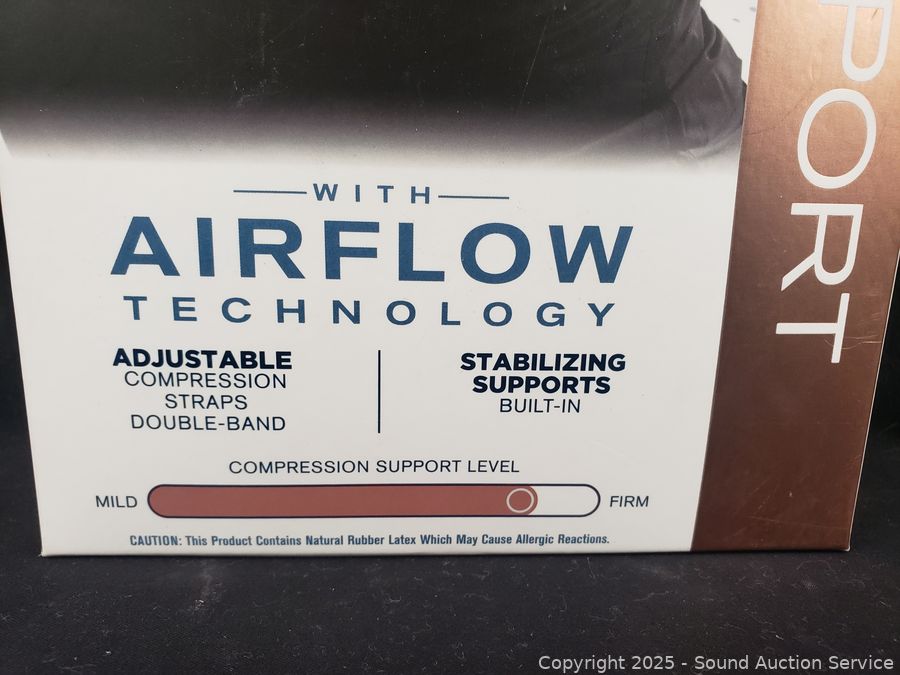 WITH
AIRFLOW
TECHNOLOGY
ADJUSTABLE
COMPRESSION
STRAPS
DOUBLE-BAND
STABILIZING
SUPPORTS
BUILT-IN
COMPRESSION SUPPORT LEVEL
MILD
FIRM
CAUTION: This Product Contains Natural Rubber Latex Which May Cause Allergic Reactions.
PORT
Copyright 2025 - Sound Auction Service